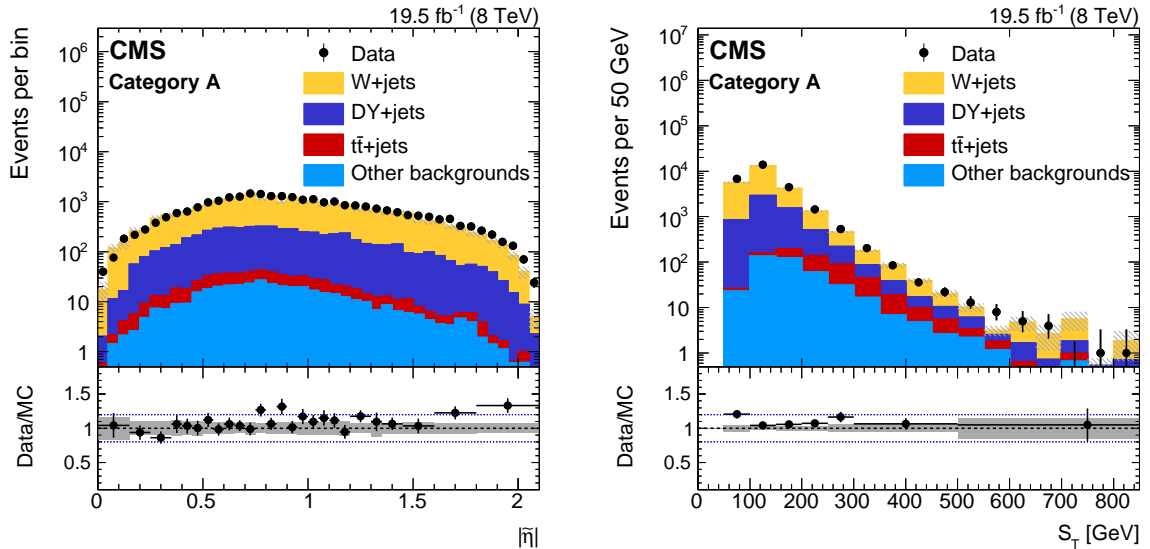 19.5 fb⁻¹ (8 TeV)
CMS
Category A
Data
W+jets
DY+jets
tt̄+jets
Other backgrounds
Events per bin
10⁶
10⁵
10⁴
10³
10²
10
1
Data/MC
1.5
1
0.5
0 0.5 1 1.5 2
|η̃|
19.5 fb⁻¹ (8 TeV)
CMS
Category A
Data
W+jets
DY+jets
tt̄+jets
Other backgrounds
Events per 50 GeV
10⁷
10⁶
10⁵
10⁴
10³
10²
10
1
Data/MC
1.5
1
0.5
0 100 200 300 400 500 600 700 800
S_T [GeV]